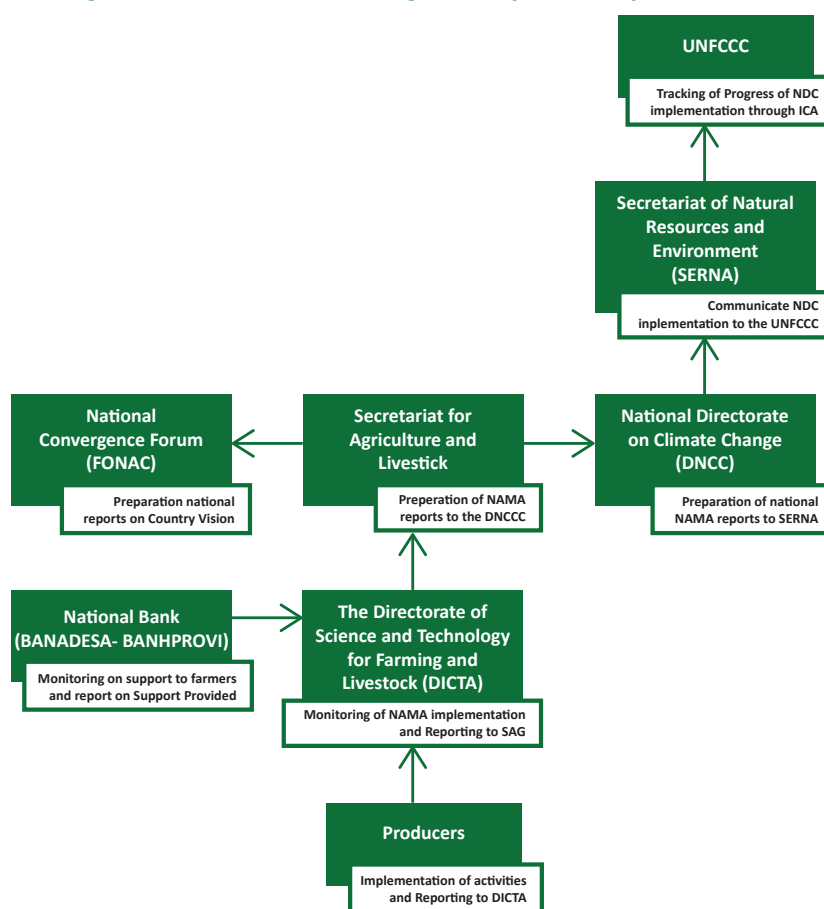 UNFCCC
Tracking of Progress of NDC
implementation through ICA
Secretariat of Natural
Resources and
Environment
(SERNA)
Communicate NDC
inplementation to the UNFCCC
National
Convergence Forum
(FONAC)
Preparation national
reports on Country Vision
Secretariat for
Agriculture and
Livestick
Preperation of NAMA
reports to the DNCCC
National Directorate
on Climate Change
(DNCC)
Preparation of national
NAMA reports to SERNA
National Bank
(BANADESA- BANHPROVI)
Monitoring on support to farmers
and report on Support Provided
The Directorate of
Science and Technology
for Farming and
Livestock (DICTA)
Monitoring of NAMA implementation
and Reporting to SAG
Producers
Implementation of activities
and Reporting to DICTA